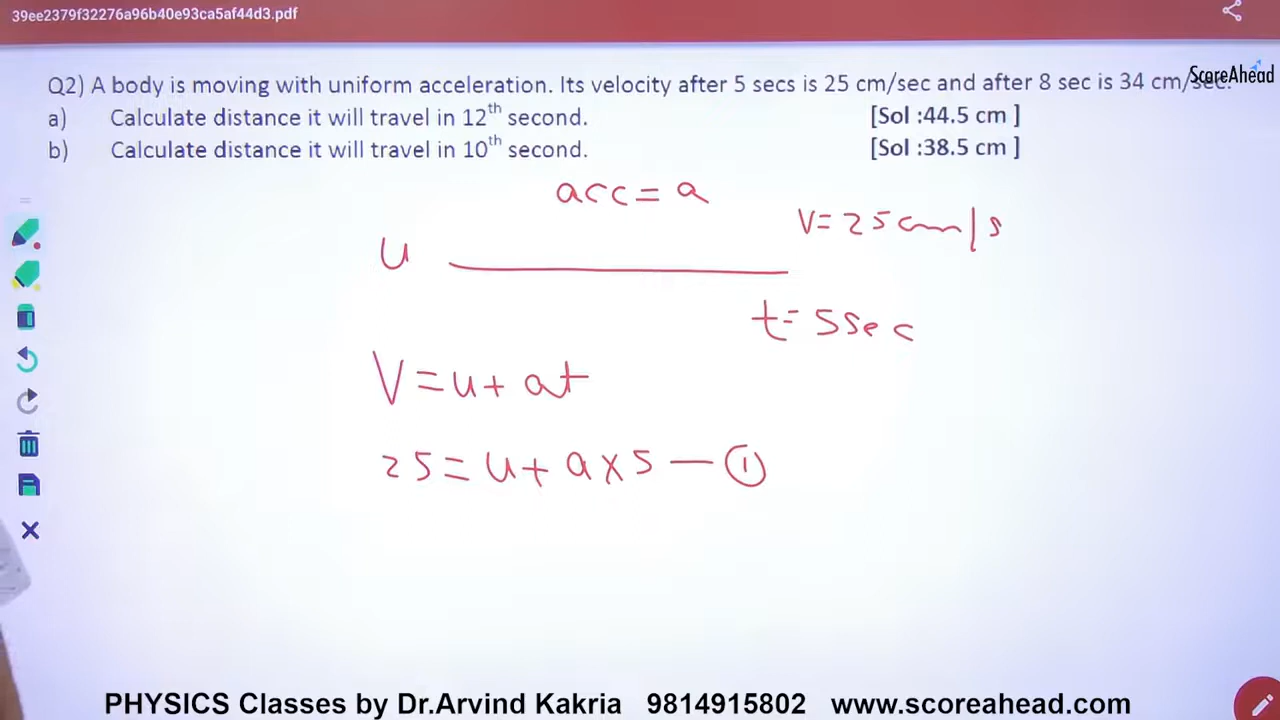 39ee2379f32276a96b40e93ca5af44d3.pdf
Q2) A body is moving with uniform acceleration. Its velocity after 5 secs is 25 cm/sec and after 8 sec is 34 cm/sec.
ScoreAhead
a) Calculate distance it will travel in 12th second. [Sol :44.5 cm ]
b) Calculate distance it will travel in 10th second. [Sol :38.5 cm ]
acc = a
V= 25 cm/s
u
t= 5sec
V = u + at
25 = u + a x 5 — ①
PHYSICS Classes by Dr.Arvind Kakria 9814915802 www.scoreahead.com